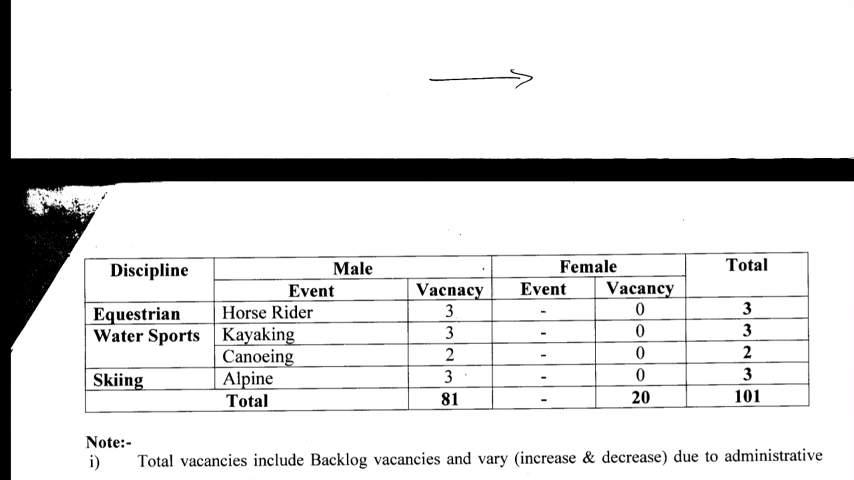 Discipline Male Female Total
Event Vacnacy Event Vacancy
Equestrian Horse Rider 3 - 0 3
Water Sports Kayaking 3 - 0 3
Canoeing 2 - 0 2
Skiing Alpine 3 - 0 3
Total 81 - 20 101
Note:-
i) Total vacancies include Backlog vacancies and vary (increase & decrease) due to administrative